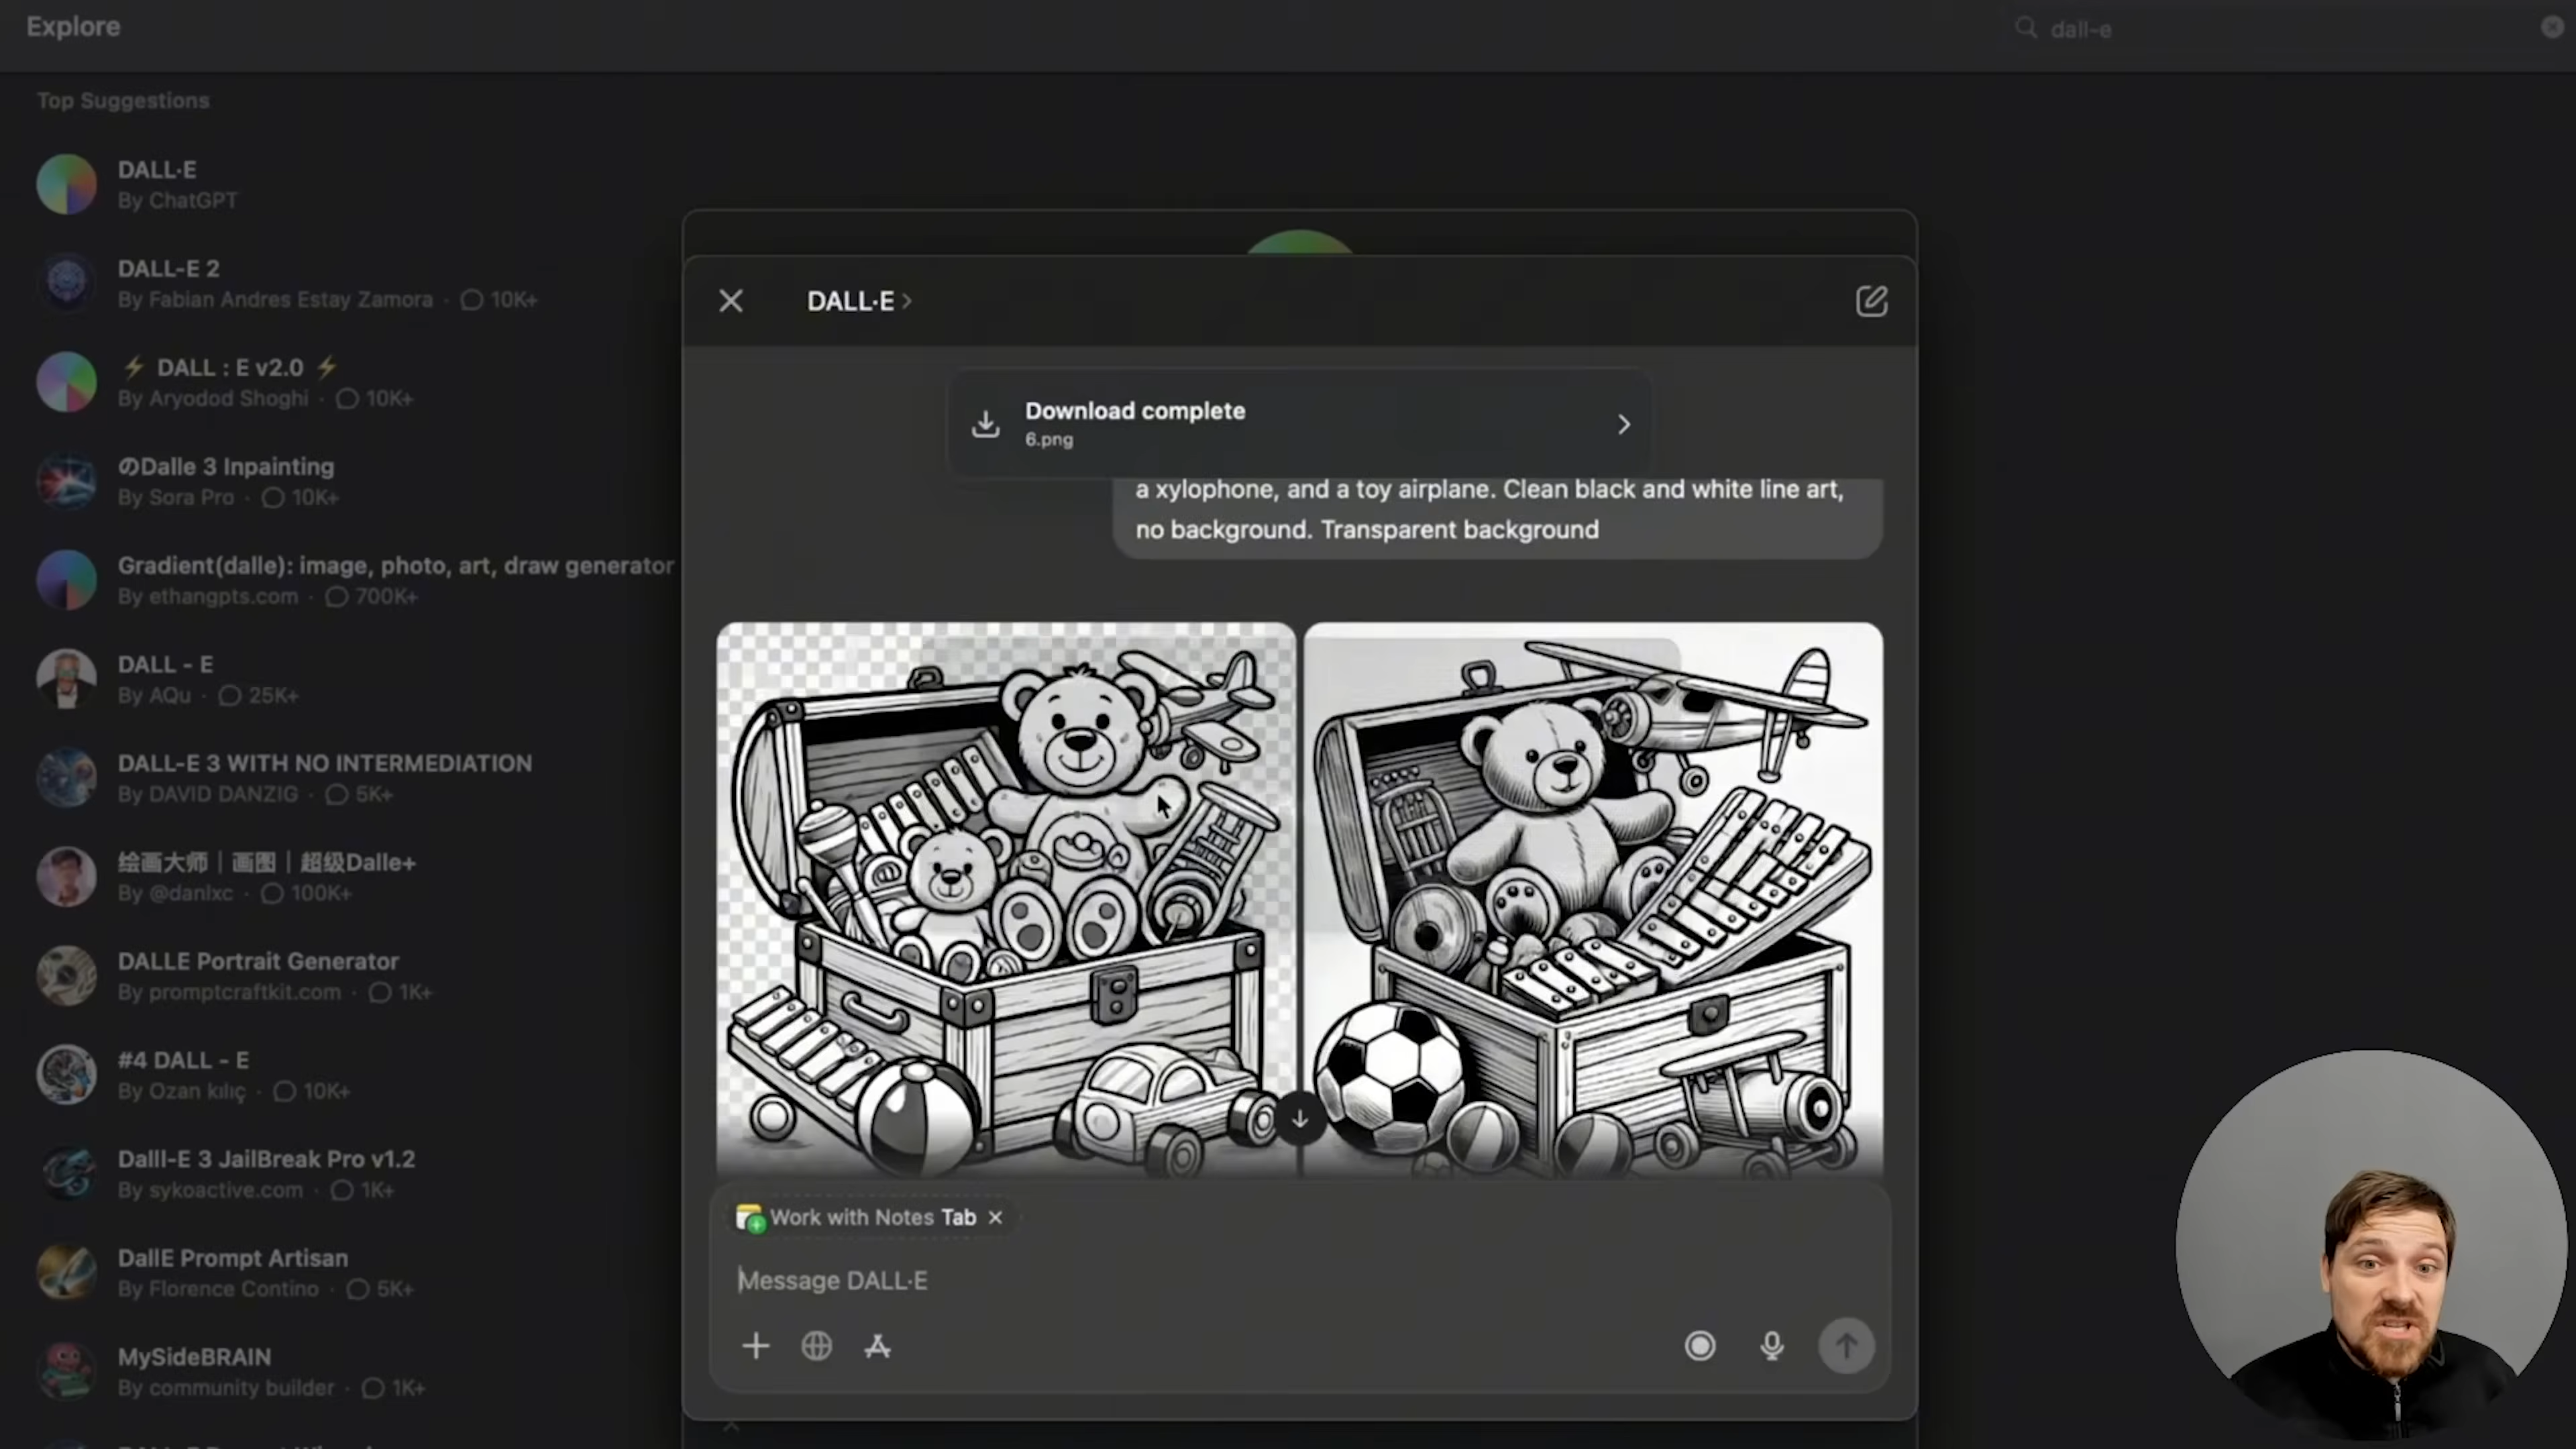 Explore
dall-e
Top Suggestions
DALL·E
By ChatGPT
DALL-E 2
By Fabian Andres Estay Zamora · 10K+
⚡ DALL : E v2.0 ⚡
By Aryodod Shoghi · 10K+
のDalle 3 Inpainting
By Sora Pro · 10K+
Gradient(dalle): image, photo, art, draw generator
By ethangpts.com · 700K+
DALL - E
By AQu · 25K+
DALL-E 3 WITH NO INTERMEDIATION
By DAVID DANZIG · 5K+
绘画大师｜画图｜超级Dalle+
By @danlxc · 100K+
DALLE Portrait Generator
By promptcraftkit.com · 1K+
#4 DALL - E
By Ozan kılıç · 10K+
Dalll-E 3 JailBreak Pro v1.2
By sykoactive.com · 1K+
DallE Prompt Artisan
By Florence Contino · 5K+
MySideBRAIN
By community builder · 1K+
DALL·E
Download complete
6.png
a xylophone, and a toy airplane. Clean black and white line art,
no background. Transparent background
Work with Notes Tab
Message DALL·E